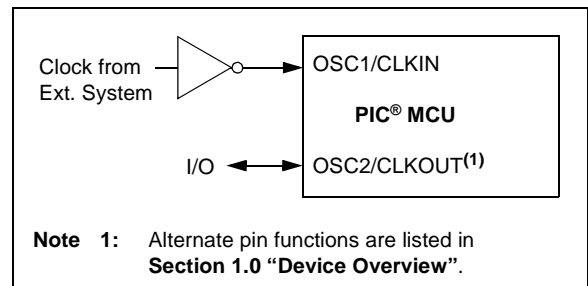 Clock from
Ext. System
OSC1/CLKIN
PIC® MCU
I/O
OSC2/CLKOUT(1)
Note 1: Alternate pin functions are listed in
Section 1.0 “Device Overview”.